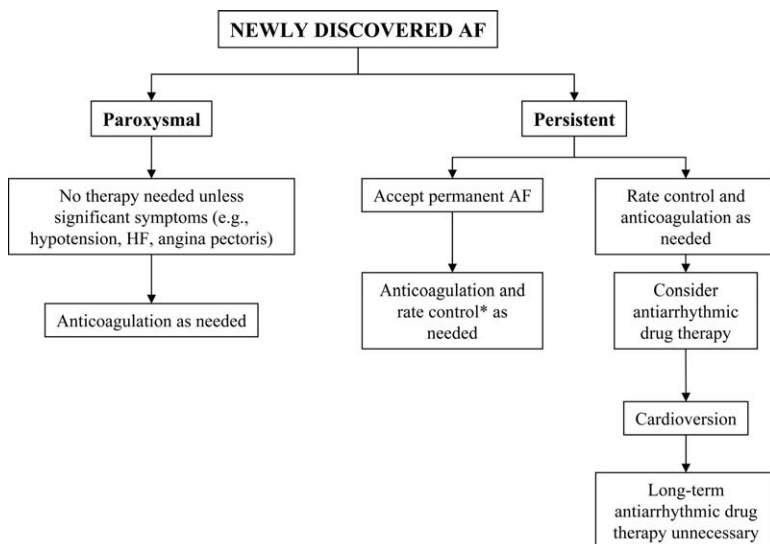 NEWLY DISCOVERED AF
Paroxysmal
Persistent
No therapy needed unless
significant symptoms (e.g.,
hypotension, HF, angina pectoris)
Accept permanent AF
Rate control and
anticoagulation as
needed
Anticoagulation as needed
Anticoagulation and
rate control* as
needed
Consider
antiarrhythmic
drug therapy
Cardioversion
Long-term
antiarrhythmic drug
therapy unnecessary